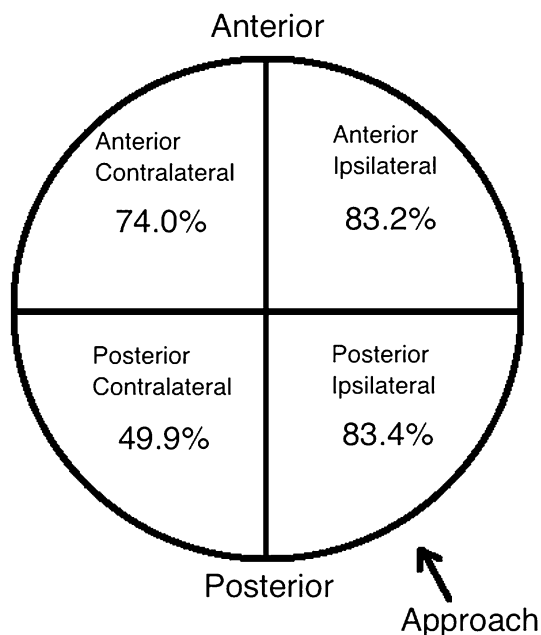 Anterior
Anterior
Contralateral
74.0%
Anterior
Ipsilateral
83.2%
Posterior
Contralateral
49.9%
Posterior
Ipsilateral
83.4%
Posterior
Approach